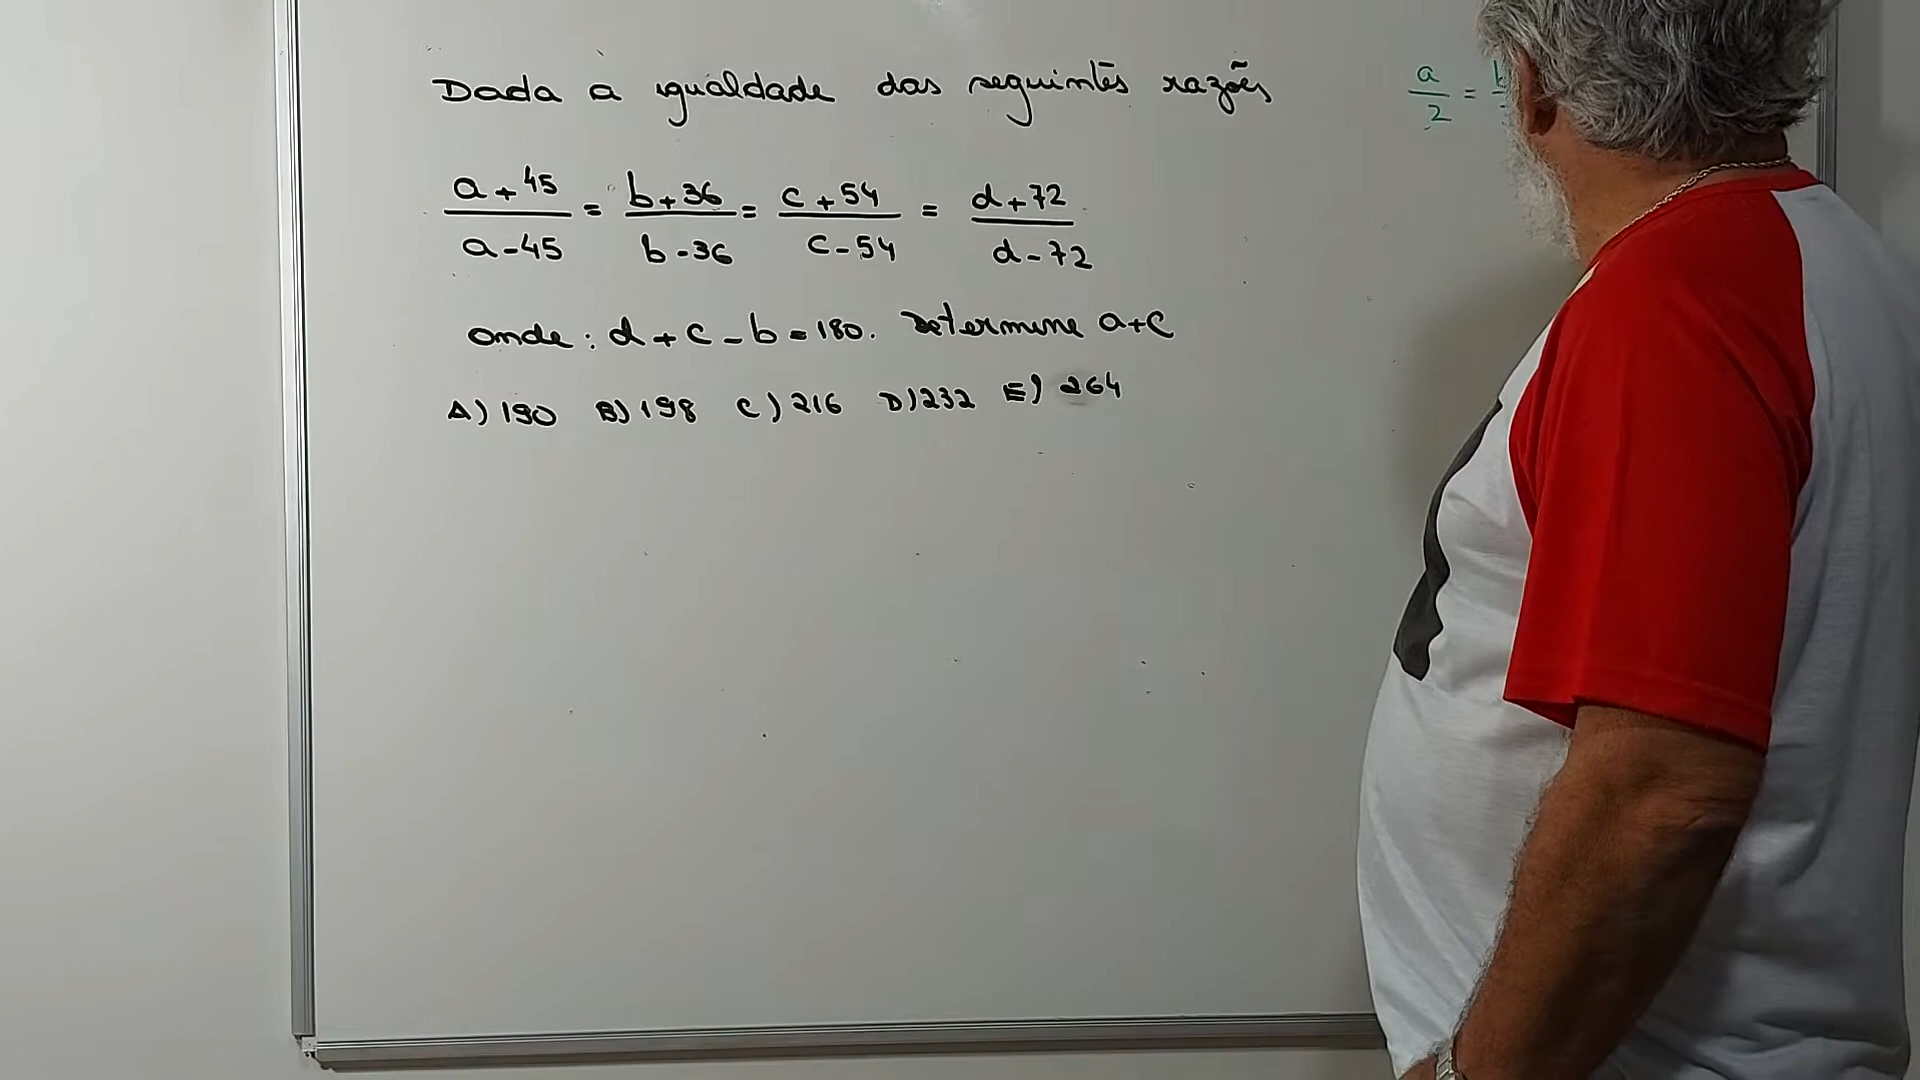 Dada a igualdade das seguintes razões
a+45/a-45 = b+36/b-36 = c+54/c-54 = d+72/d-72
onde: d+c-b=180. Determine a+c
A) 190 B) 198 C) 216 D) 232 E) 264
a/2 =